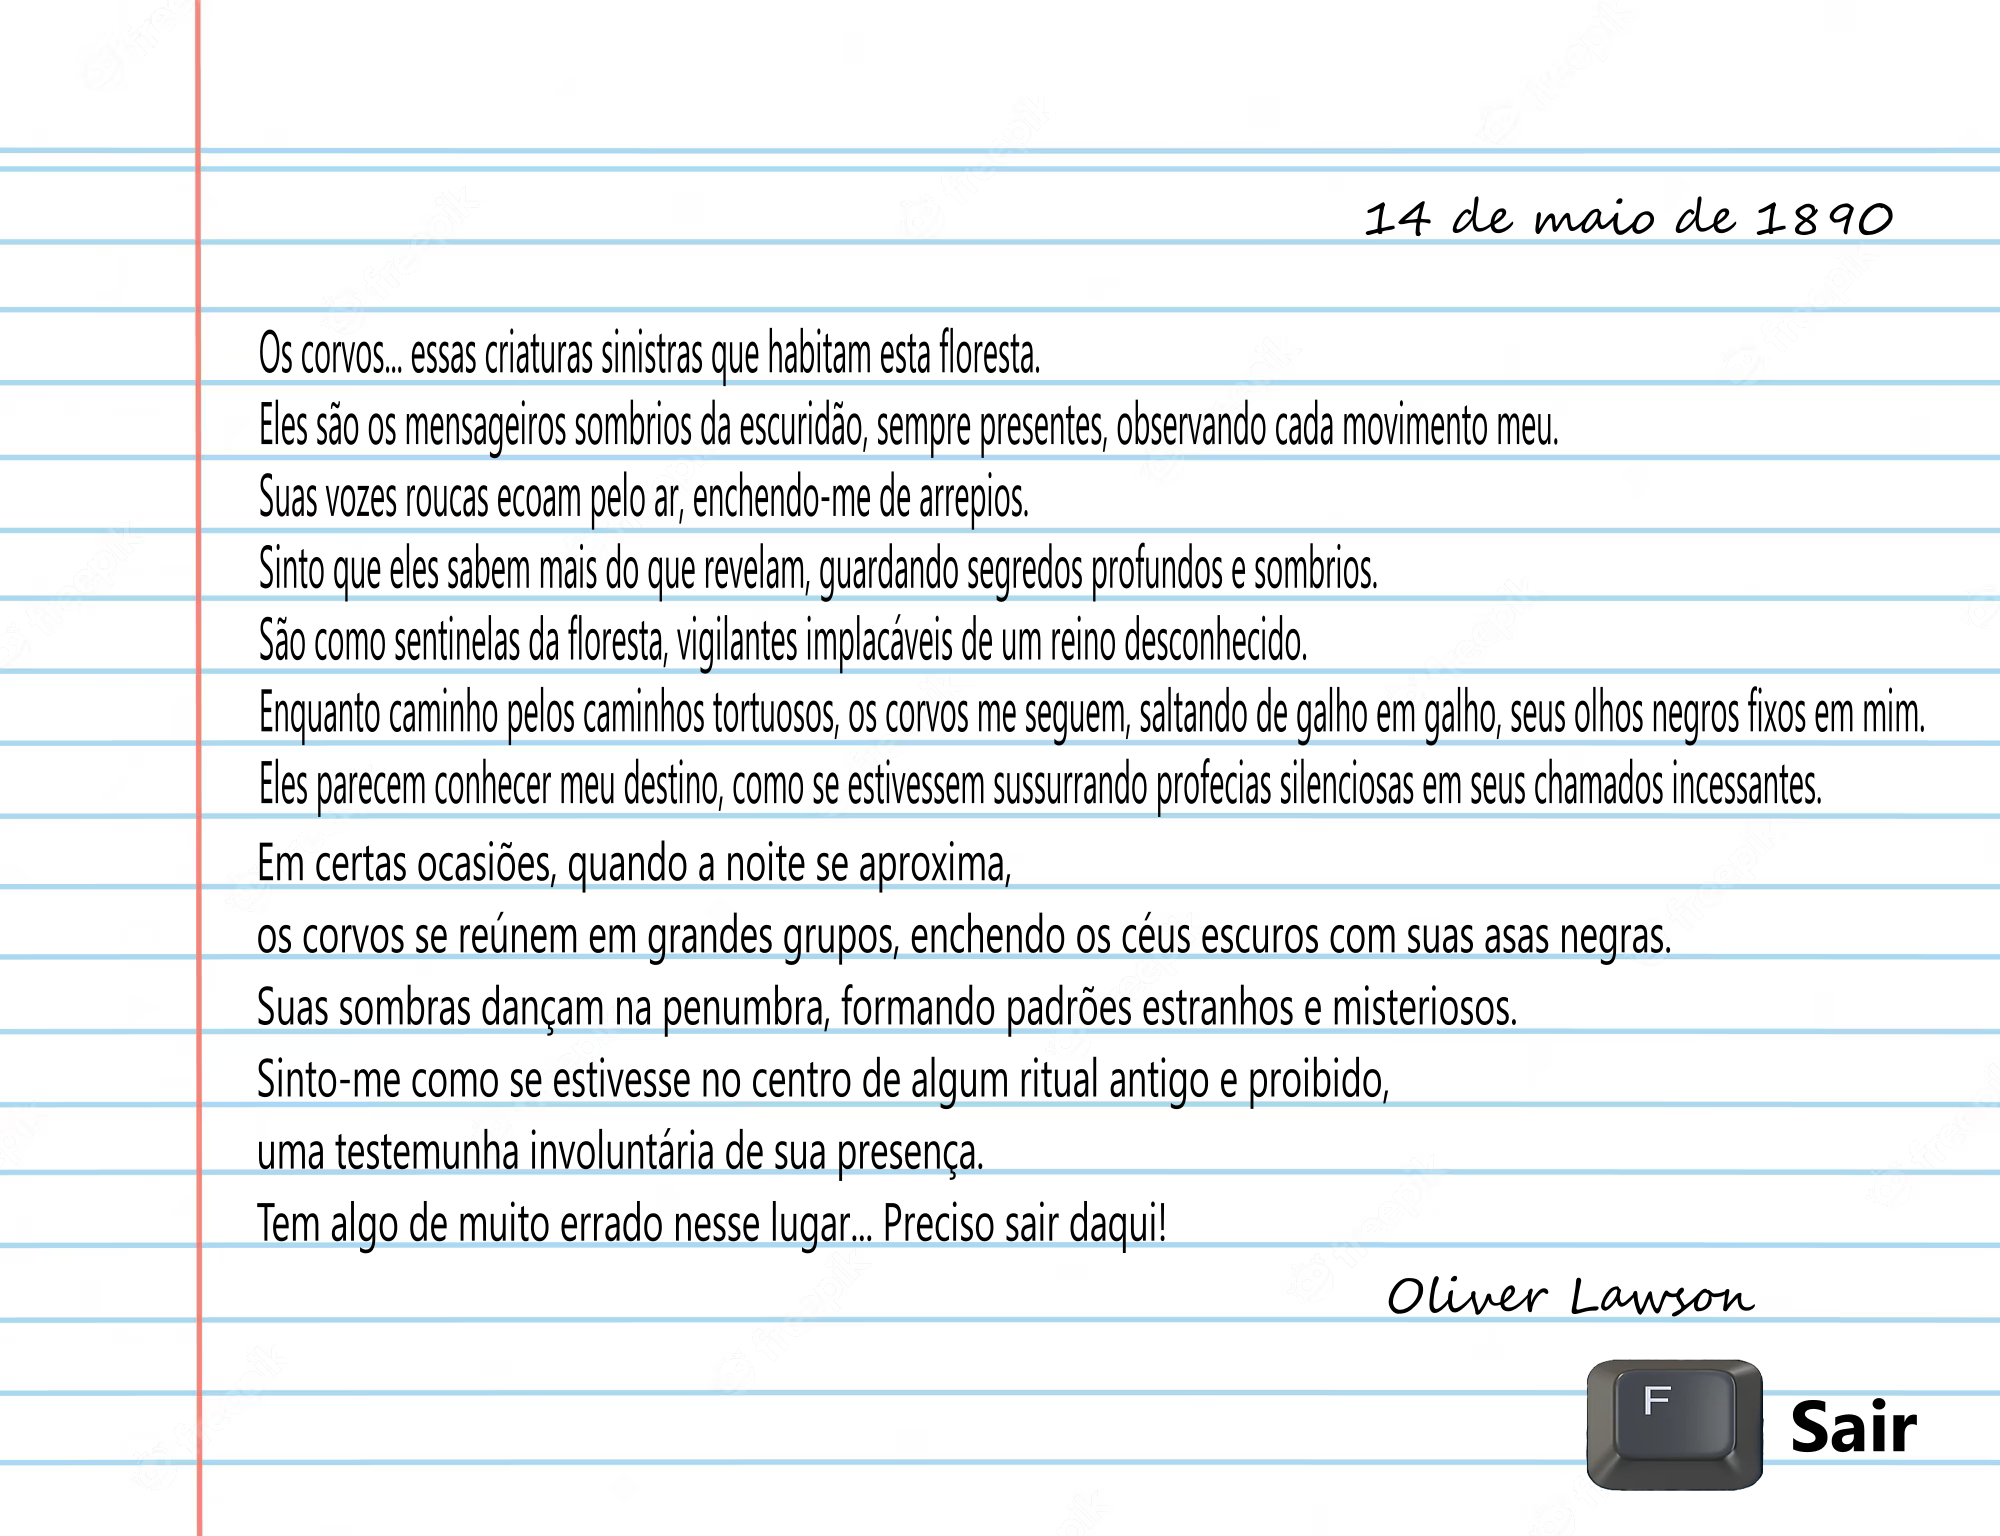 14 de maio de 1890
Os corvos... essas criaturas sinistras que habitam esta floresta.
Eles são os mensageiros sombrios da escuridão, sempre presentes, observando cada movimento meu.
Suas vozes roucas ecoam pelo ar, enchendo-me de arrepios.
Sinto que eles sabem mais do que revelam, guardando segredos profundos e sombrios.
São como sentinelas da floresta, vigilantes implacáveis de um reino desconhecido.
Enquanto caminho pelos caminhos tortuosos, os corvos me seguem, saltando de galho em galho, seus olhos negros fixos em mim.
Eles parecem conhecer meu destino, como se estivessem sussurrando profecias silenciosas em seus chamados incessantes.
Em certas ocasiões, quando a noite se aproxima,
os corvos se reúnem em grandes grupos, enchendo os céus escuros com suas asas negras.
Suas sombras dançam na penumbra, formando padrões estranhos e misteriosos.
Sinto-me como se estivesse no centro de algum ritual antigo e proibido,
uma testemunha involuntária de sua presença.
Tem algo de muito errado nesse lugar... Preciso sair daqui!
Oliver Lawson
F Sair